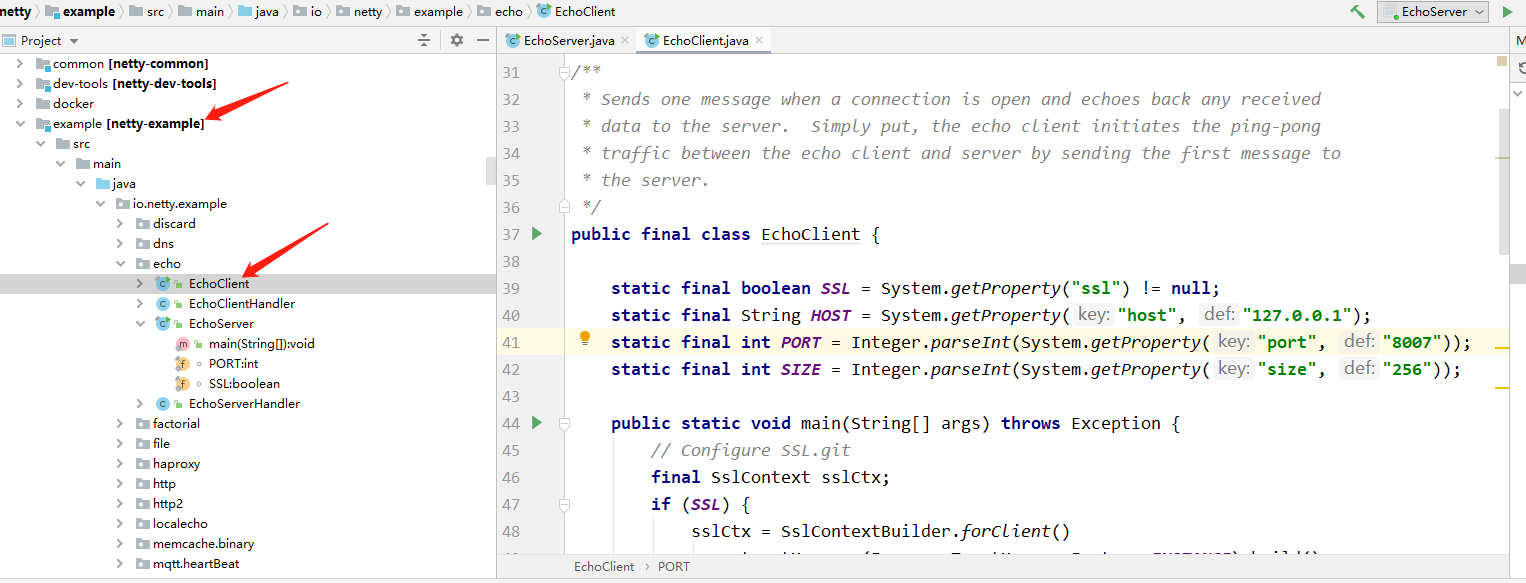 netty example src main java io netty example echo EchoClient EchoServer
Project
EchoServer.java EchoClient.java
common [netty-common]
dev-tools [netty-dev-tools]
docker
example [netty-example]
src
main
java
io.netty.example
discard
dns
echo
EchoClient
EchoClientHandler
EchoServer
main(String[]):void
PORT:int
SSL:boolean
EchoServerHandler
factorial
file
haproxy
http
http2
localecho
memcache.binary
mqtt.heartBeat
31 /**
32 * Sends one message when a connection is open and echoes back any received
33 * data to the server.  Simply put, the echo client initiates the ping-pong
34 * traffic between the echo client and server by sending the first message to
35 * the server.
36 */
37 public final class EchoClient {
38
39 static final boolean SSL = System.getProperty("ssl") != null;
40 static final String HOST = System.getProperty( key: "host", def: "127.0.0.1");
41 static final int PORT = Integer.parseInt(System.getProperty( key: "port", def: "8007"));
42 static final int SIZE = Integer.parseInt(System.getProperty( key: "size", def: "256"));
43
44 public static void main(String[] args) throws Exception {
45 // Configure SSL.git
46 final SslContext sslCtx;
47 if (SSL) {
48 sslCtx = SslContextBuilder.forClient()
EchoClient PORT